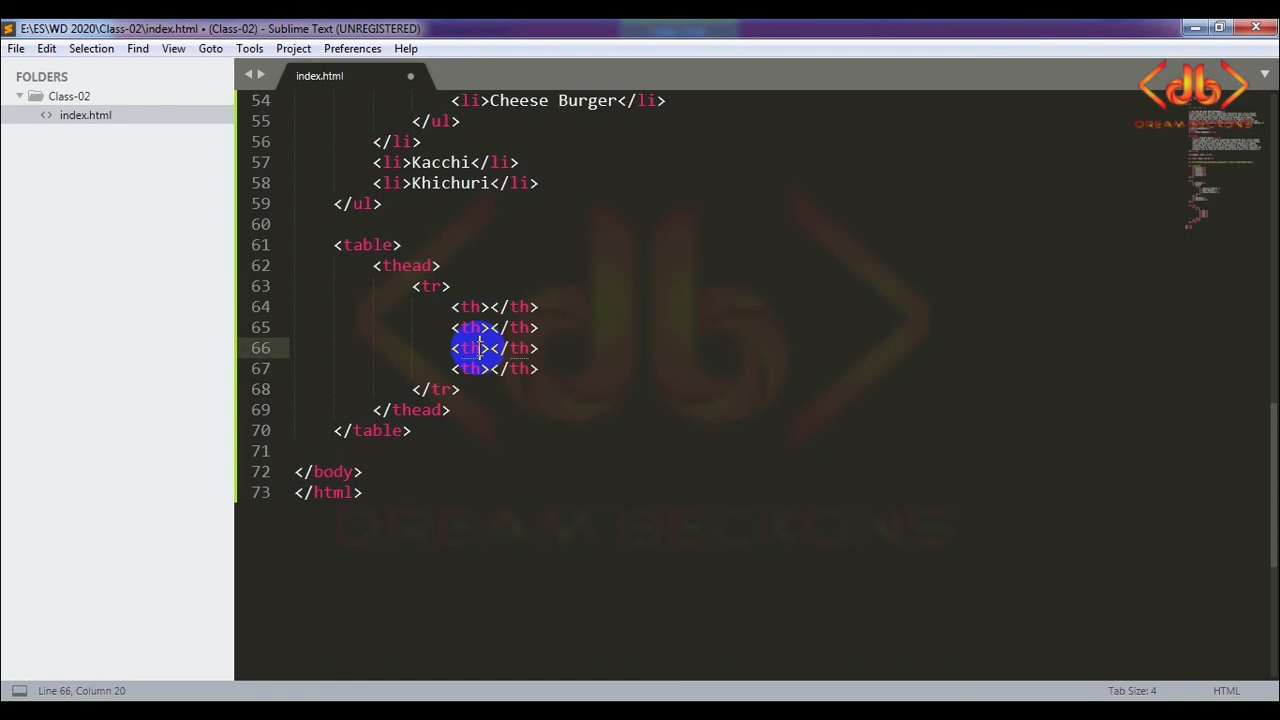 E:\ES\WD 2020\Class-02\index.html • (Class-02) - Sublime Text (UNREGISTERED)
File Edit Selection Find View Goto Tools Project Preferences Help
FOLDERS
Class-02
index.html
index.html
DREAM BECKONS
54 <li>Cheese Burger</li>
55 </ul>
56 </li>
57 <li>Kacchi</li>
58 <li>Khichuri</li>
59 </ul>
60
61 <table>
62 <thead>
63 <tr>
64 <th></th>
65 <th></th>
66 <th></th>
67 <th></th>
68 </tr>
69 </thead>
70 </table>
71
72 </body>
73 </html>
DREAM BECKONS
Line 66, Column 20
Tab Size: 4
HTML